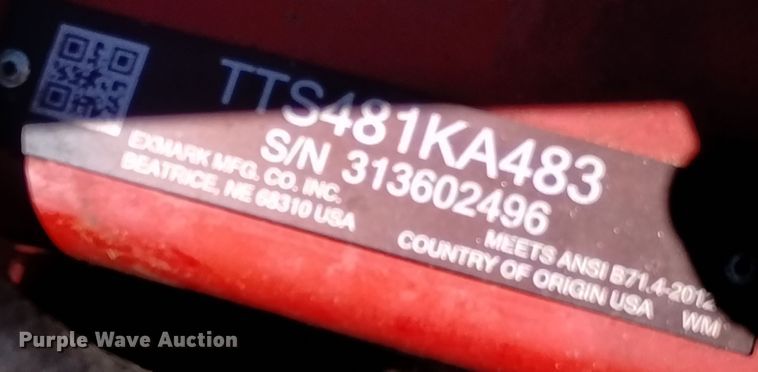 TTS481KA483
S/N 313602496
EXMARK MFG. CO. INC.
BEATRICE, NE 68310 USA
MEETS ANSI B71.4-2012
COUNTRY OF ORIGIN USA WM
Purple Wave Auction